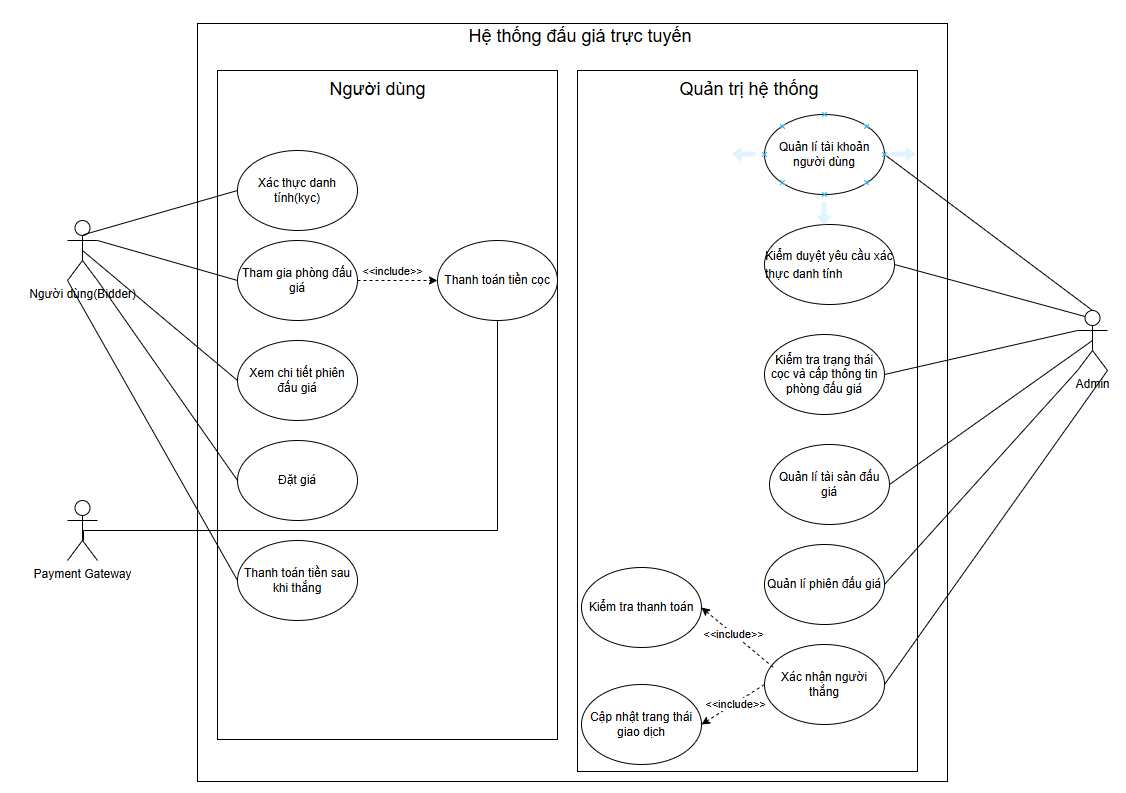 Hệ thống đấu giá trực tuyến
Người dùng
Xác thực danh
tính(kyc)
Tham gia phòng đấu
giá
<<include>>
Thanh toán tiền cọc
Người dùng(Bidder)
Xem chi tiết phiên
đấu giá
Đặt giá
Payment Gateway
Thanh toán tiền sau
khi thắng
Quản trị hệ thống
Quản lí tài khoản
người dùng
Kiểm duyệt yêu cầu xác
thực danh tính
Kiểm tra trạng thái
cọc và cấp thông tin
phòng đấu giá
Admin
Quản lí tài sản đấu
giá
Quản lí phiên đấu giá
Kiểm tra thanh toán
<<include>>
Xác nhận người
thắng
<<include>>
Cập nhật trang thái
giao dịch